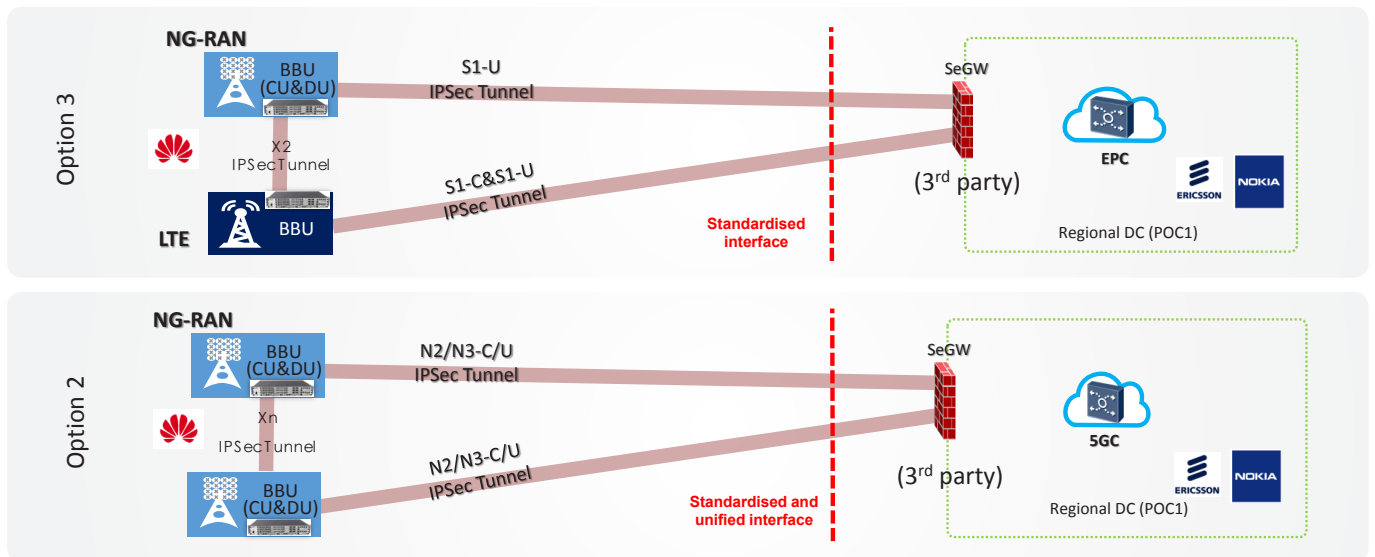 Option 3
NG-RAN
BBU
(CU&DU)
X2
IPSecTunnel
BBU
LTE
S1-U
IPSec Tunnel
S1-C&S1-U
IPSec Tunnel
Standardised
interface
SeGW
(3rd party)
EPC
ERICSSON
NOKIA
Regional DC (POC1)
Option 2
NG-RAN
BBU
(CU&DU)
Xn
IPSecTunnel
BBU
(CU&DU)
N2/N3-C/U
IPSec Tunnel
N2/N3-C/U
IPSec Tunnel
Standardised and
unified interface
SeGW
(3rd party)
5GC
ERICSSON
NOKIA
Regional DC (POC1)